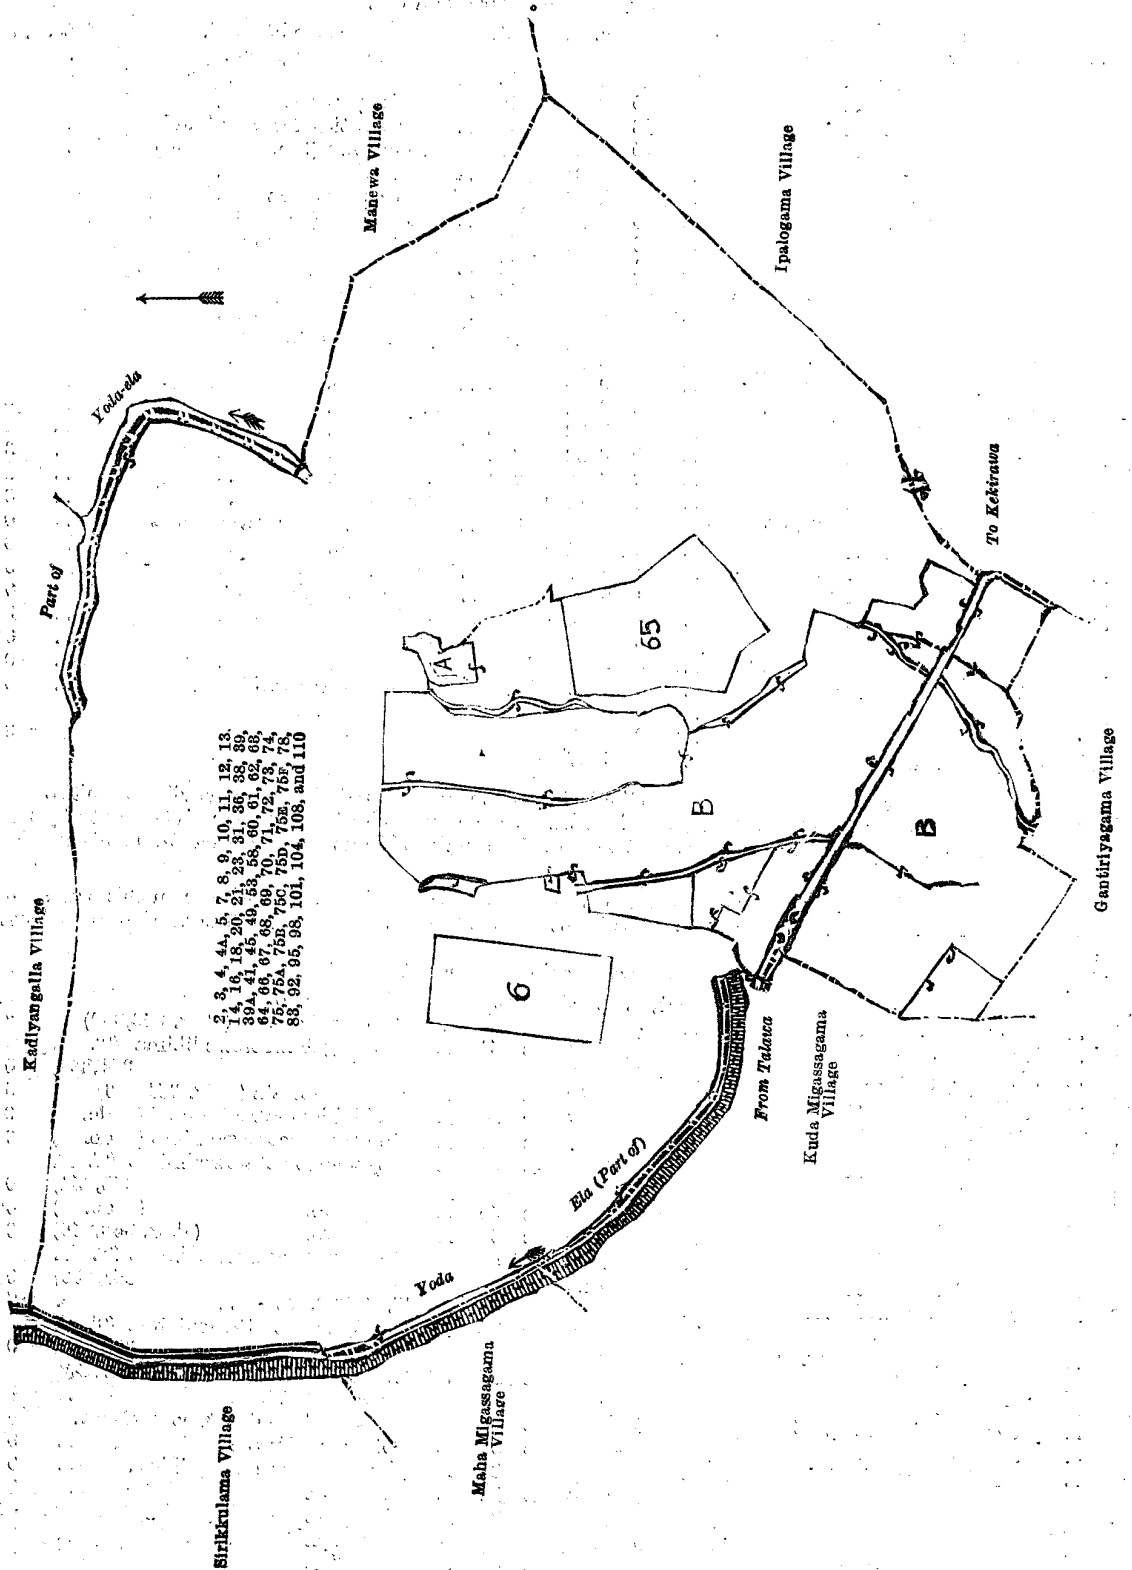 Kadiyangalla Village
Part of
Yoda-ela
Manewa Village
Ipalogama Village
Sirikkulama Village
2, 3, 4, 4A, 5, 7, 8, 9, 10, 11, 12, 13,
14, 16, 18, 20, 21, 23, 31, 36, 38, 39,
39A, 41, 45, 49, 53, 58, 60, 61, 62, 63,
64, 66, 67, 68, 69, 70, 71, 72, 73, 74,
75, 75A, 75B, 75C, 75D, 75E, 75F, 78,
83, 92, 95, 98, 101, 104, 108, and 110
A
65
B
6
B
Yoda
Ela (Part of)
Maha Migassagama
Village
From Talawa
Kuda Migassagama
Village
To Kekirawa
Gantiriyagama Village